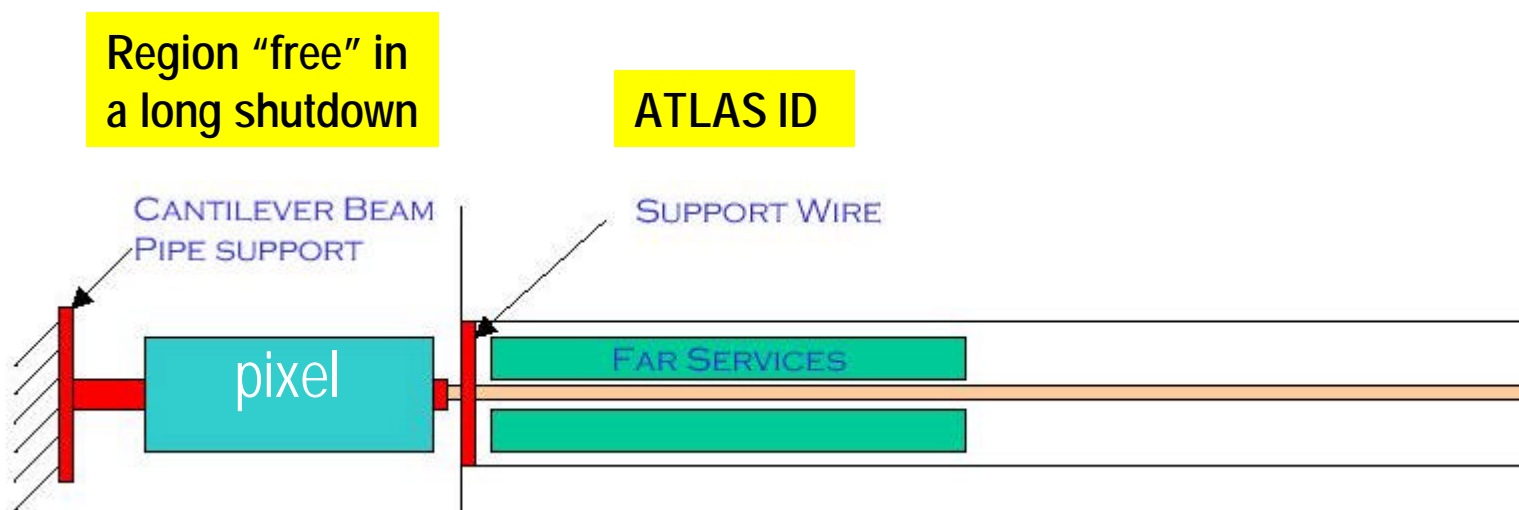 Region “free” in
a long shutdown
ATLAS ID
CANTILEVER BEAM
PIPE SUPPORT
SUPPORT WIRE
pixel
FAR SERVICES